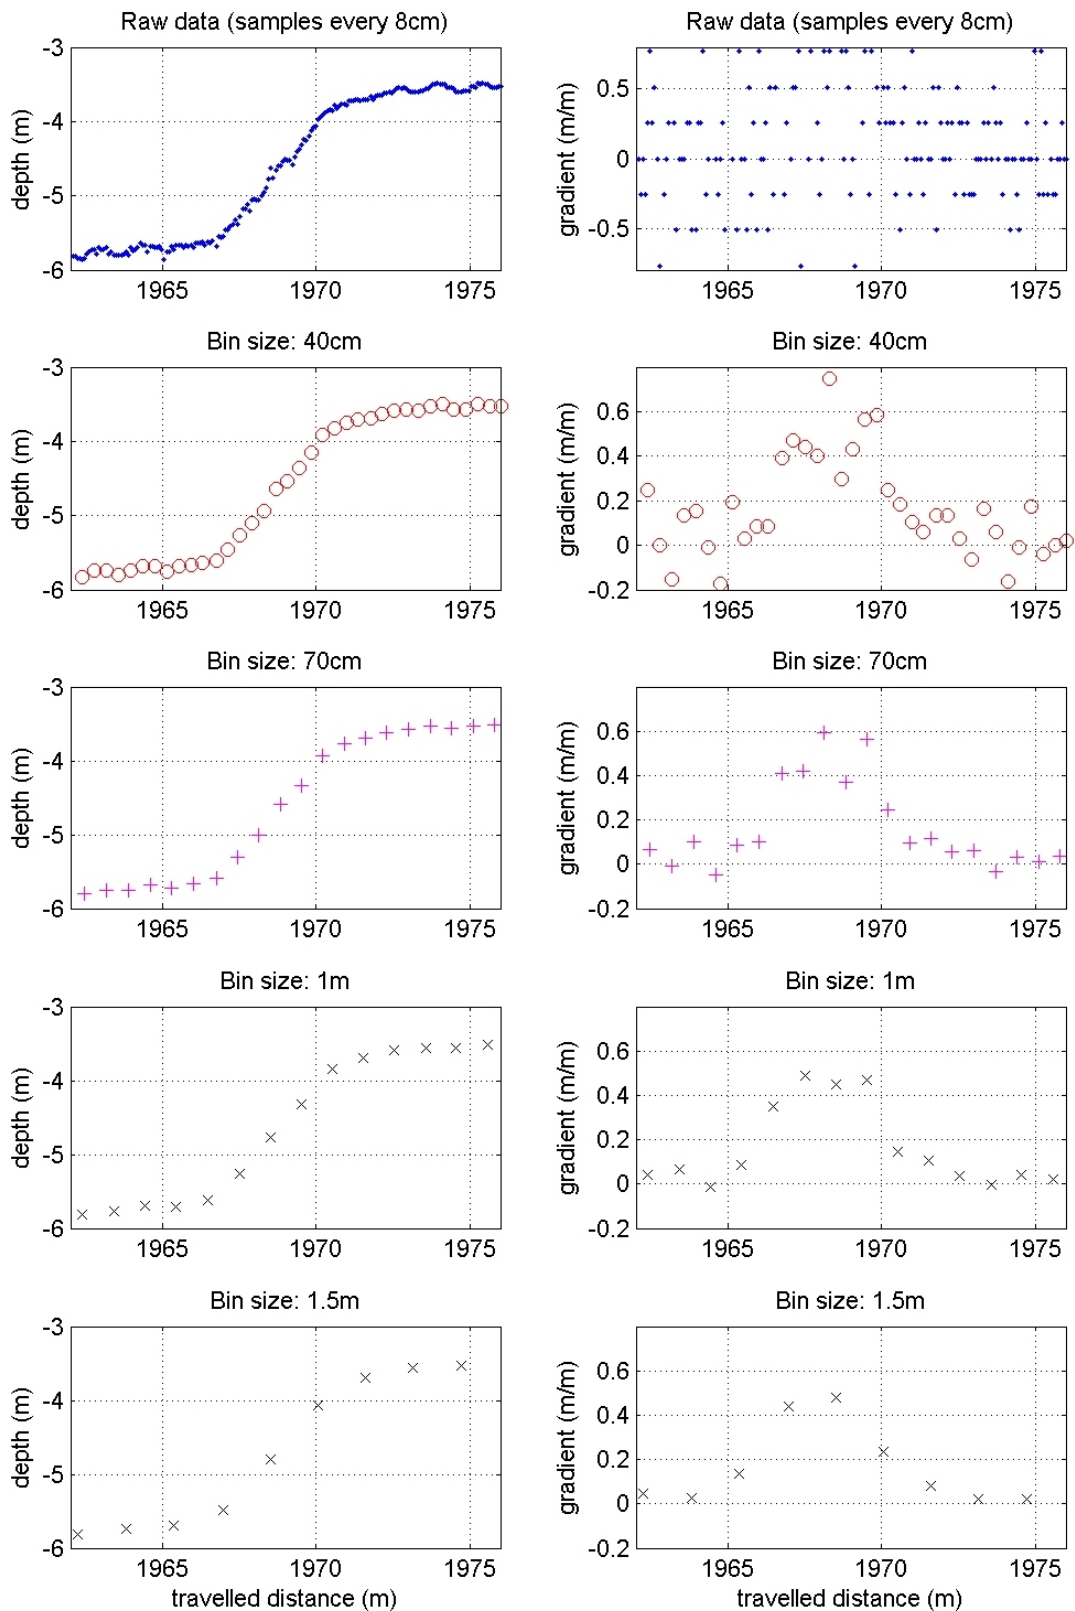 Raw data (samples every 8cm)
-3
-4
-5
-6
depth (m)
1965 1970 1975
Raw data (samples every 8cm)
0.5
0
-0.5
gradient (m/m)
1965 1970 1975
Bin size: 40cm
-3
-4
-5
-6
depth (m)
1965 1970 1975
Bin size: 40cm
0.6
0.4
0.2
0
-0.2
gradient (m/m)
1965 1970 1975
Bin size: 70cm
-3
-4
-5
-6
depth (m)
1965 1970 1975
Bin size: 70cm
0.6
0.4
0.2
0
-0.2
gradient (m/m)
1965 1970 1975
Bin size: 1m
-3
-4
-5
-6
depth (m)
1965 1970 1975
Bin size: 1m
0.6
0.4
0.2
0
-0.2
gradient (m/m)
1965 1970 1975
Bin size: 1.5m
-3
-4
-5
-6
depth (m)
1965 1970 1975
travelled distance (m)
Bin size: 1.5m
0.6
0.4
0.2
0
-0.2
gradient (m/m)
1965 1970 1975
travelled distance (m)